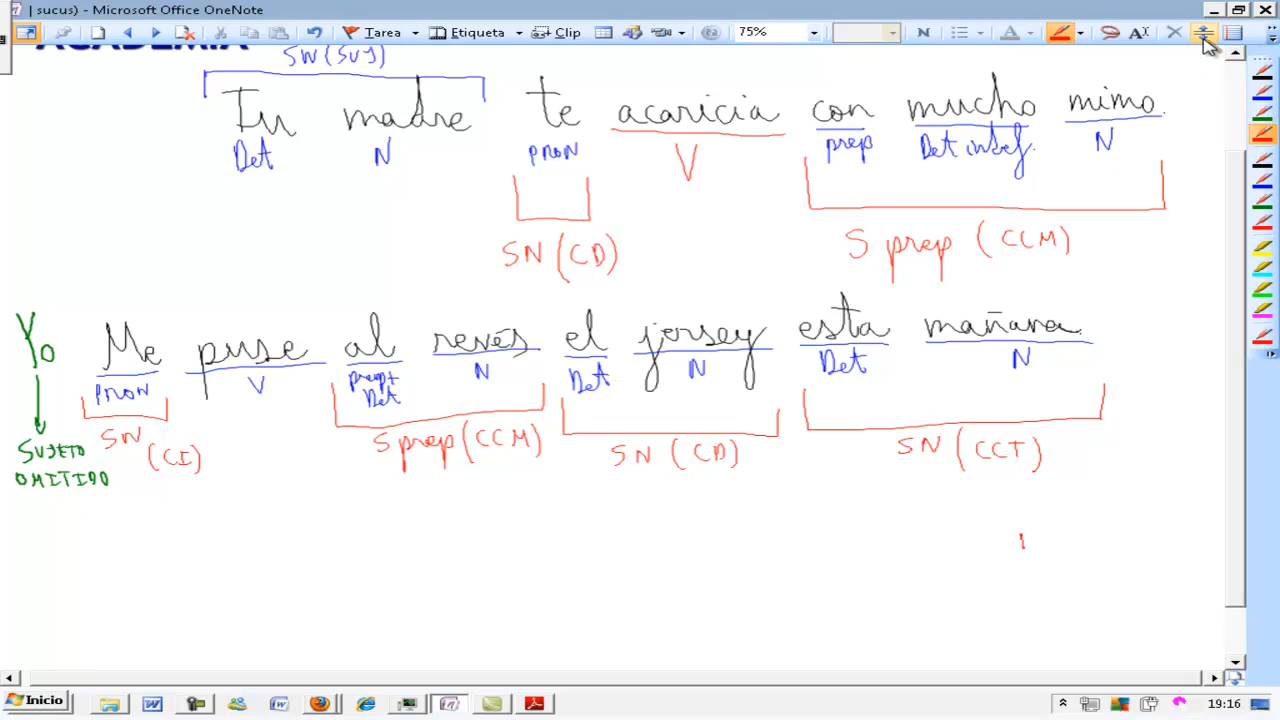 | sucus) - Microsoft Office OneNote
Tarea Etiqueta Clip 75% N A
ACADEMIA
SN (SUJ)
Tu madre te acaricia con mucho mimo.
Det N PRON V prep Det indef. N
SN (CD) S prep (CCM)
Yo Me puse al revés el jersey esta mañana.
PRON V prep+ Det N Det N Det N
SN (CI) S prep (CCM) SN (CD) SN (CCT)
SUJETO
OMITIDO
Inicio 19:16